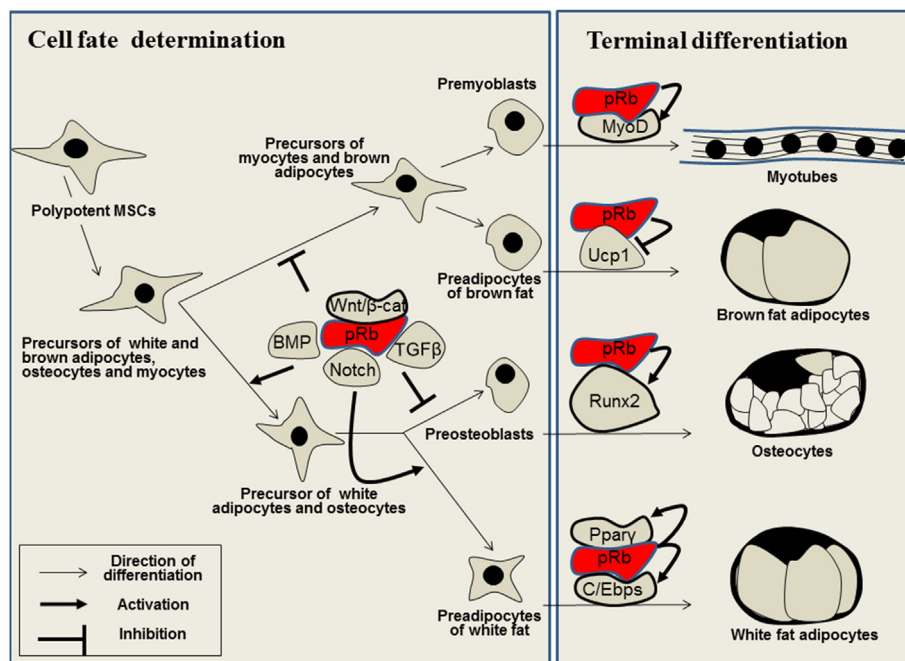 Cell fate determination
Premyoblasts
Precursors of
myocytes and brown
adipocytes
Polypotent MSCs
Preadipocytes
of brown fat
Precursors of white and
brown adipocytes,
osteocytes and myocytes
Wnt/β-cat
pRb
BMP
TGFβ
Notch
Preosteoblasts
Precursor of white
adipocytes and osteocytes
Preadipocytes
of white fat
Direction of
differentiation
Activation
Inhibition
Terminal differentiation
pRb
MyoD
Myotubes
pRb
Ucp1
Brown fat adipocytes
pRb
Runx2
Osteocytes
Pparγ
pRb
C/Ebps
White fat adipocytes